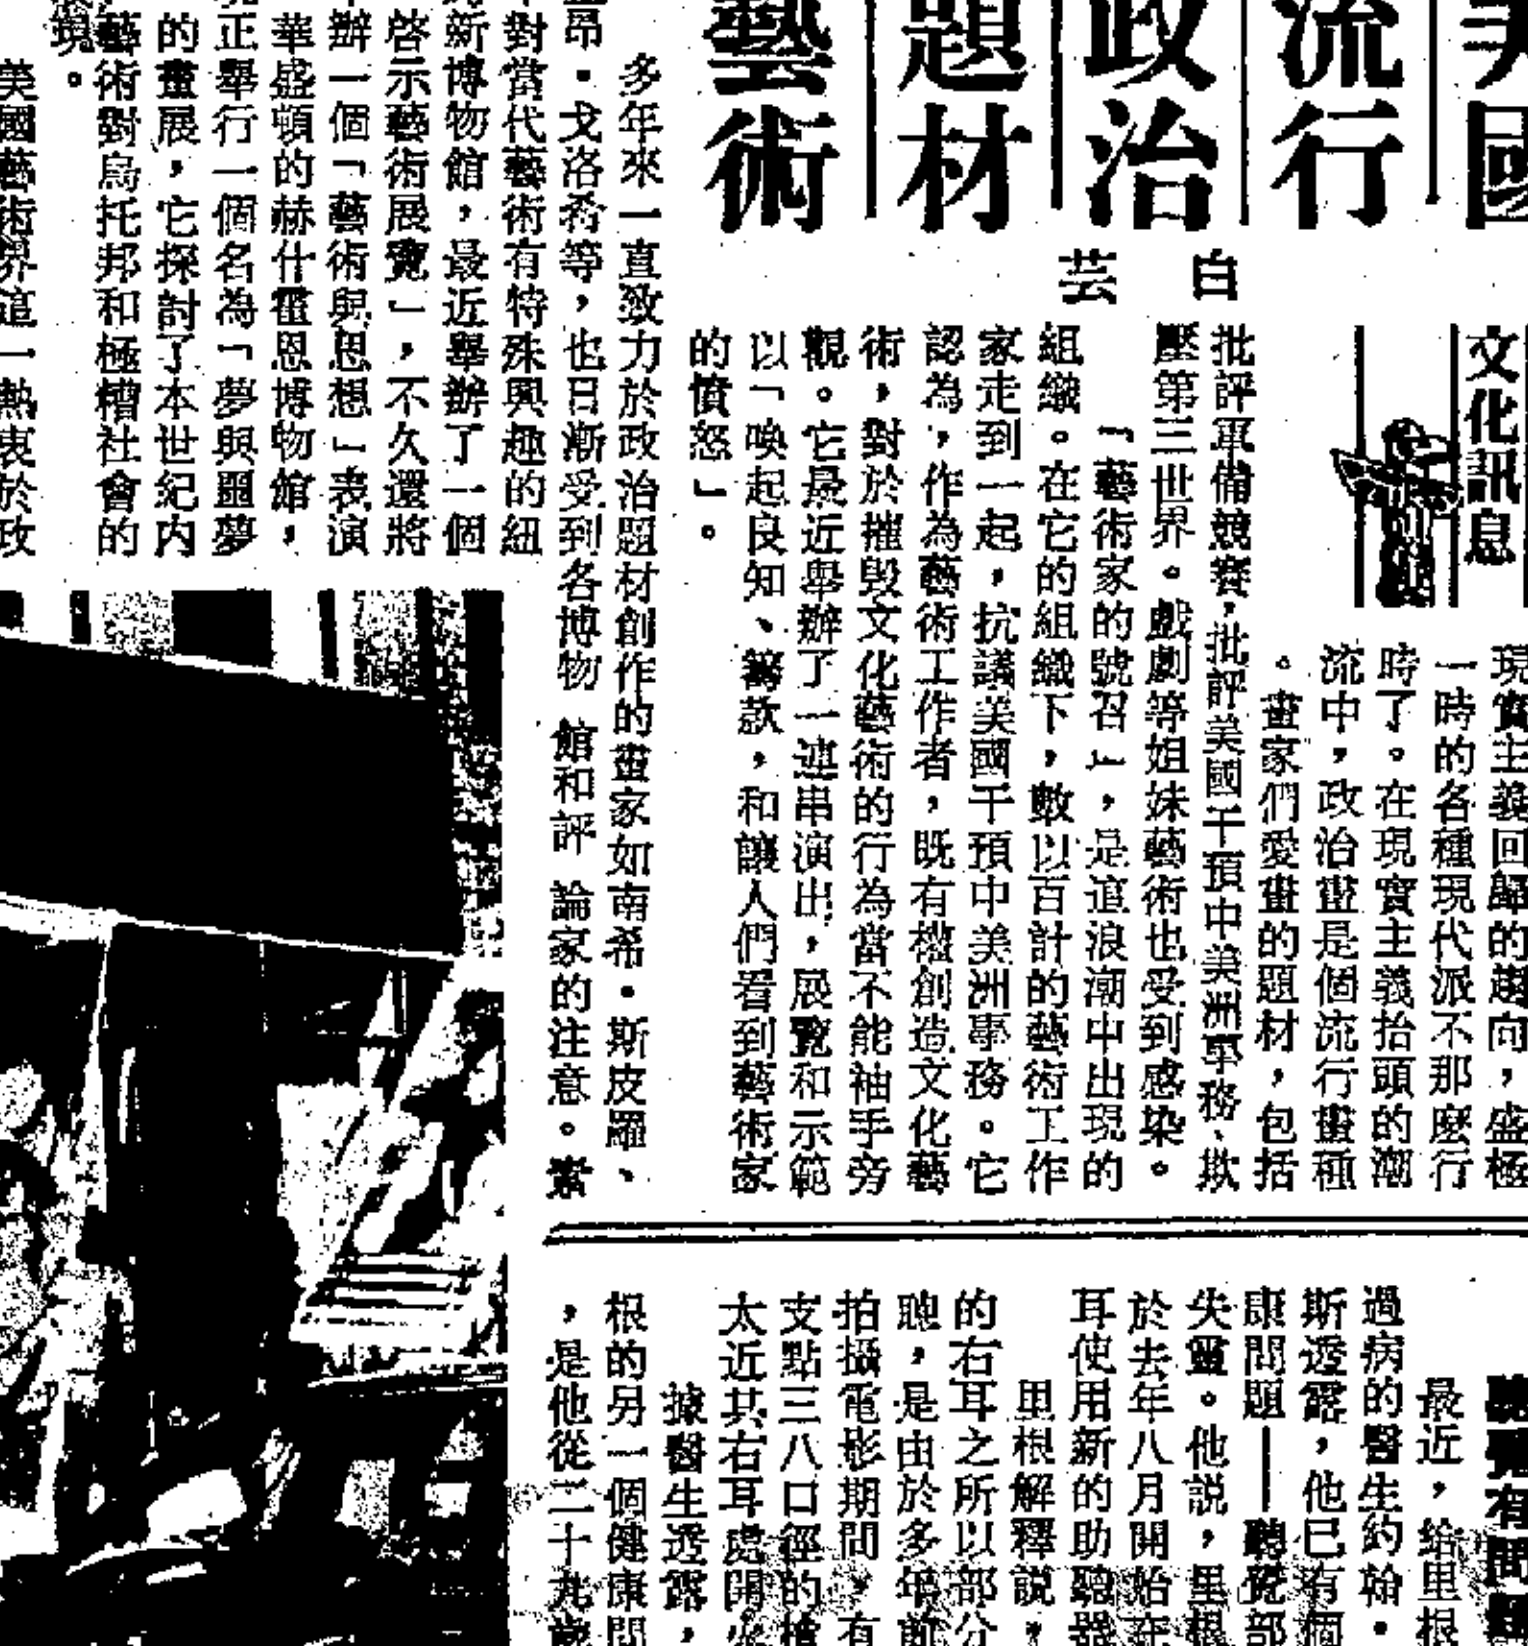 美國
流行
政治
題材
藝術
白芸
文化訊息
現實主義回歸的趨向，盛極
一時的各種現代派不那麼行
時了。在現實主義抬頭的潮
流中，政治畫是個流行畫種
。畫家們愛畫的題材，包括
批評軍備競賽，批評美國干預中美洲事務、欺
壓第三世界。戲劇等姐妹藝術也受到感染。
「藝術家的號召」，是這浪潮中出現的
組織。在它的組織下，數以百計的藝術工作
家走到一起，抗議美國干預中美洲事務。它
認為，作為藝術工作者，既有權創造文化藝
術，對於摧毀文化藝術的行為當不能袖手旁
觀。它最近舉辦了一連串演出，展覽和示範
以「喚起良知、籌款，和讓人們看到藝術家
的憤怒」。
多年來一直致力於政治題材創作的畫家如南希·斯皮羅、
昂·戈洛希等，也日漸受到各博物館和評論家的注意。素
對當代藝術有特殊興趣的紐
新博物館，最近舉辦了一個
啓示藝術展覽」，不久還將
辦一個「藝術與思想」表演
華盛頓的赫什霍恩博物館，
正舉行一個名為「夢與噩夢
的畫展，它探討了本世紀内
藝術對烏托邦和極糟社會的
現。
美國藝術界這一熱衷於政
有問題
最近，給里根
過病的醫生約翰·
斯透露，他已有個
康問題——聽覺部
失靈。他説，里根
於去年八月開始在
耳使用新的助聽器
里根解釋説，
的右耳之所以部分
聰，是由於多年前
拍攝電影期間，有
支點三八口徑的槍
太近其右耳處開火
據醫生透露，
根的另一個健康問
，是他從二十九歲